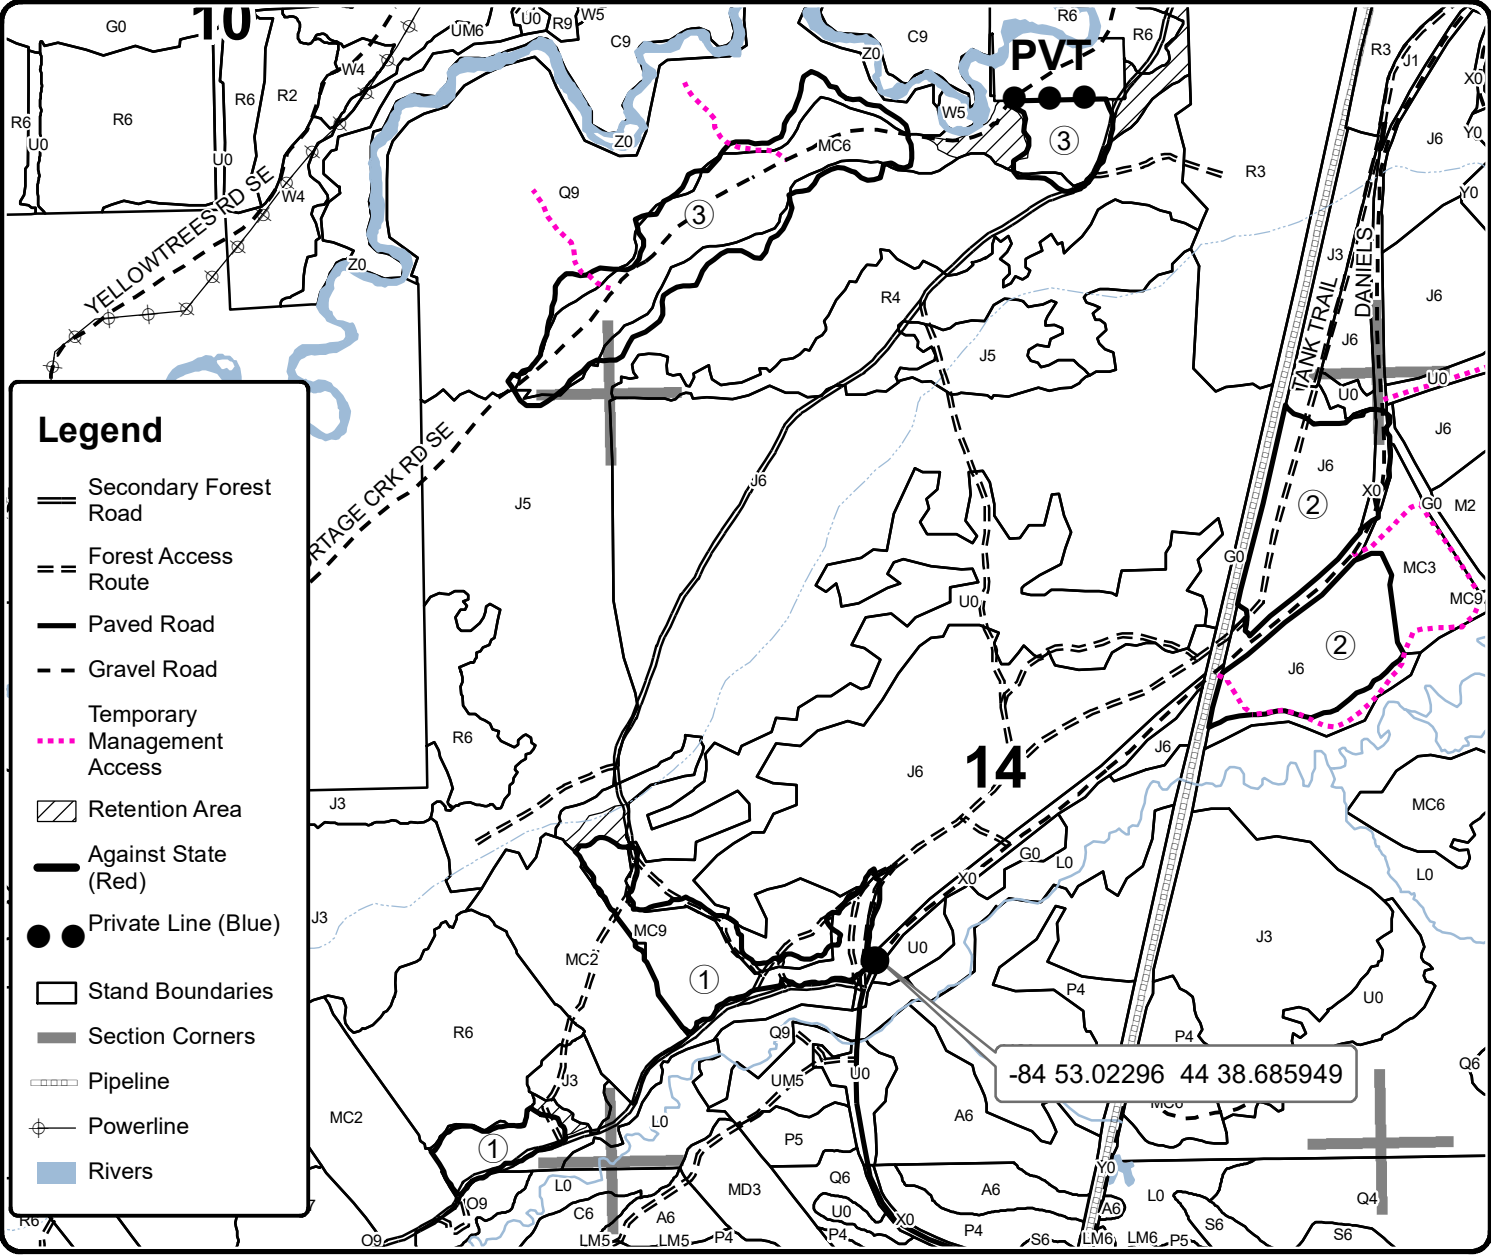 10
G0
UM6
U0
R9
W5
C9
C9
R6
R6
PVT
R3
J1
X0
W4
Z0
R6
R2
R6
R6
U0
U0
W5
Z0
J6
Y0
3
MC6
R3
Q9
W4
3
Y0
YELLOWTREES RD SE
Z0
J3
DANIELS
R4
J6
TANK TRAIL
J6
J5
U0
U0
J6
RTAGE CRK RD SE
J5
J6
J6
2
X0
G0
M2
G0
MC3
MC9
U0
2
J6
R6
J6
14
J6
J3
MC6
G0
L0
X0
L0
J3
MC9
MC2
U0
J3
1
P4
U0
R6
Q9
P4
-84 53.02296 44 38.685949
Q6
J3
UM5
U0
MC2
L0
A6
P5
1
Y0
L0
MD3
Q6
A6
L0
Q4
O9
C6
A6
U0
X0
A6
S6
R6
O9
LM5
LM5
P4
P4
P4
S6
LM6
LM6
P5
S6
Legend
Secondary Forest
Road
Forest Access
Route
Paved Road
Gravel Road
Temporary
Management
Access
Retention Area
Against State
(Red)
Private Line (Blue)
Stand Boundaries
Section Corners
Pipeline
Powerline
Rivers